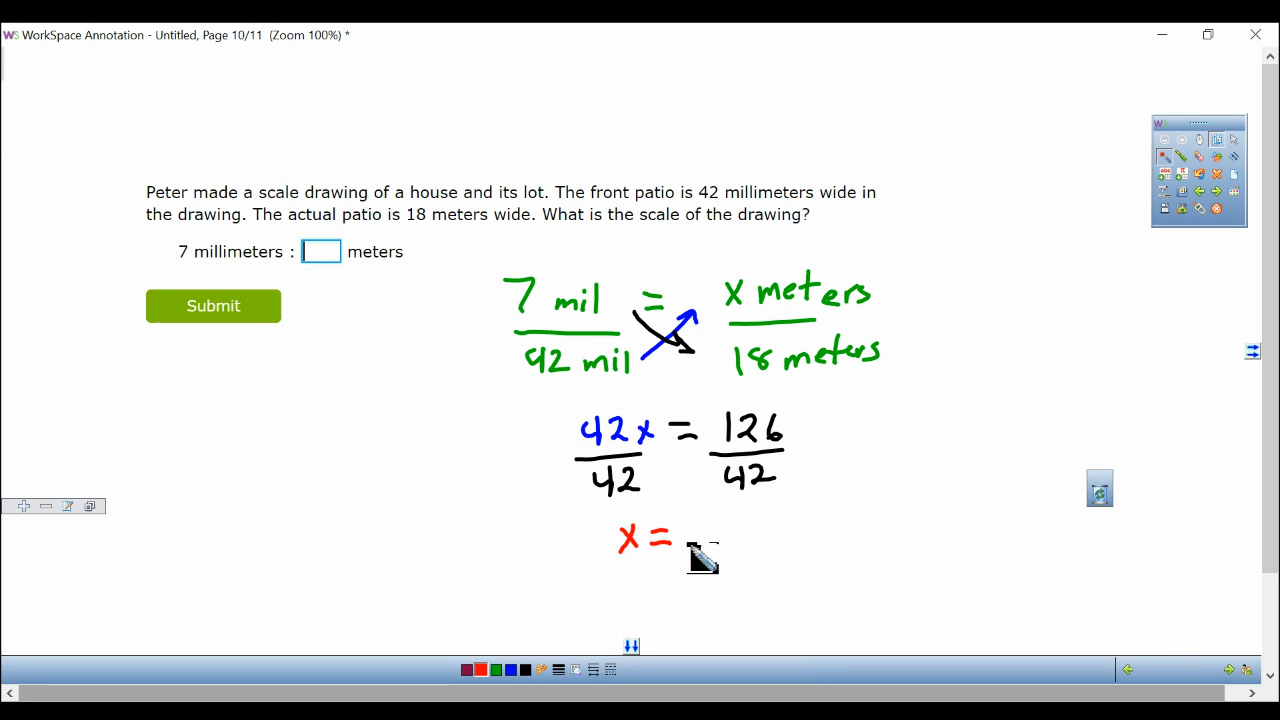 WS WorkSpace Annotation - Untitled, Page 10/11 (Zoom 100%) *
WS
Peter made a scale drawing of a house and its lot. The front patio is 42 millimeters wide in
the drawing. The actual patio is 18 meters wide. What is the scale of the drawing?
7 millimeters : meters
Submit
7 mil = x meters
42 mil 18 meters
42x = 126
42 42
x =